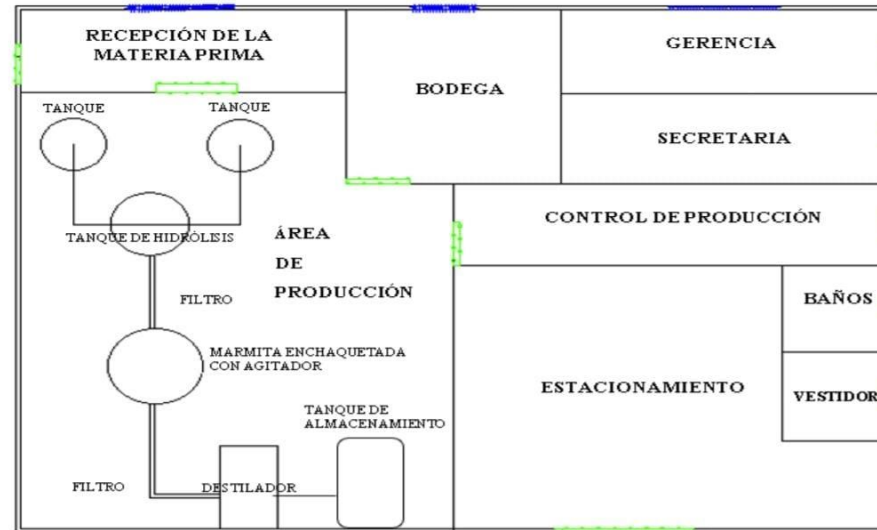 RECEPCIÓN DE LA
MATERIA PRIMA
BODEGA
GERENCIA
SECRETARIA
TANQUE
TANQUE
TANQUE DE HIDRÓLISIS
CONTROL DE PRODUCCIÓN
ÁREA
DE
PRODUCCIÓN
FILTRO
BAÑOS
MARMITA ENCHAQUETADA
CON AGITADOR
ESTACIONAMIENTO
VESTIDOR
TANQUE DE
ALMACENAMIENTO
FILTRO
DESTILADOR